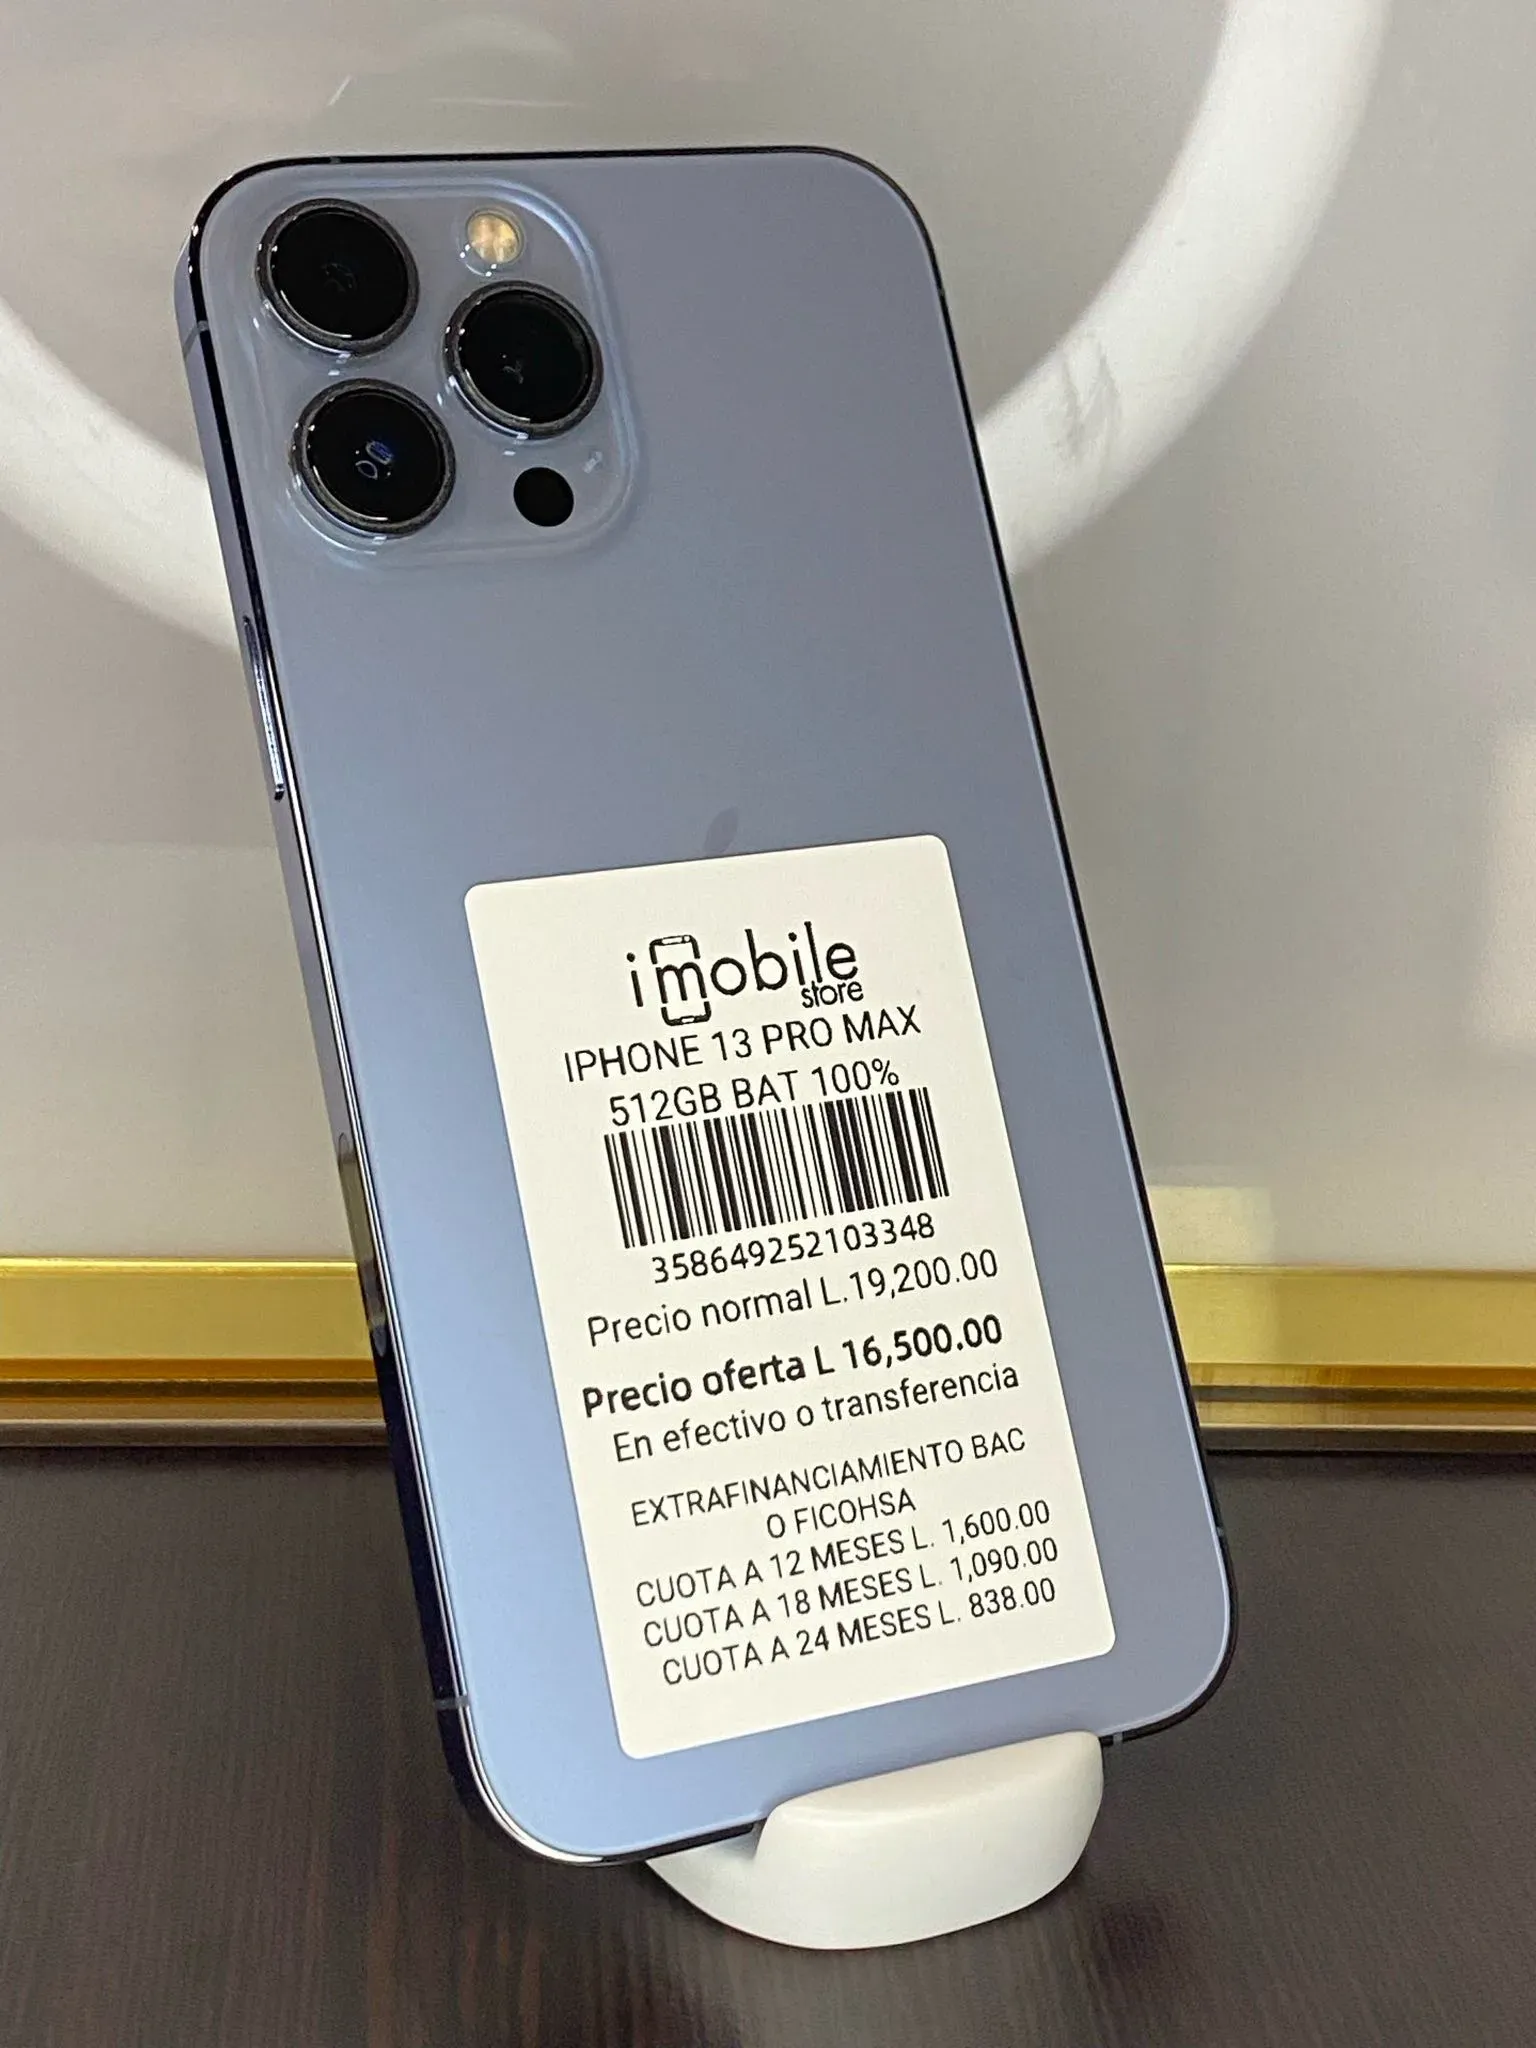 imobile
store
IPHONE 13 PRO MAX
512GB BAT 100%
358649252103348
Precio normal L.19,200.00
Precio oferta L 16,500.00
En efectivo o transferencia
EXTRAFINANCIAMIENTO BAC
O FICOHSA
CUOTA A 12 MESES L. 1,600.00
CUOTA A 18 MESES L. 1,090.00
CUOTA A 24 MESES L. 838.00